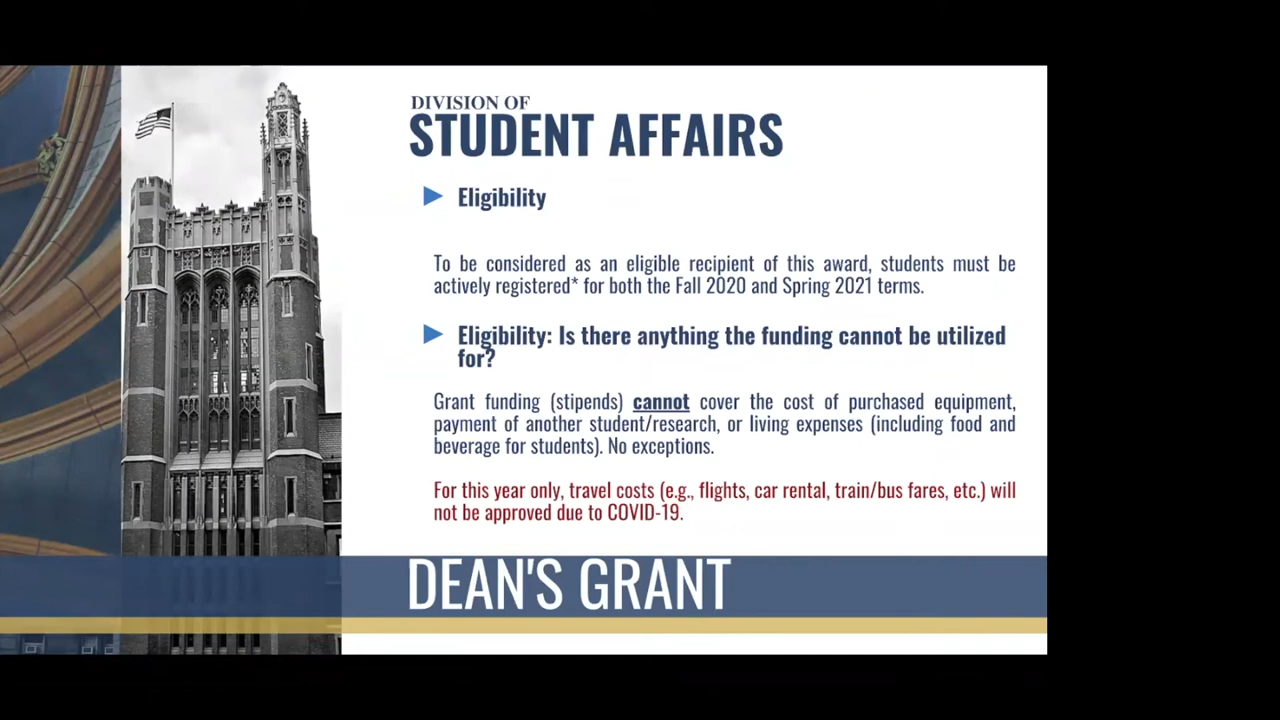 DIVISION OF
STUDENT AFFAIRS
Eligibility
To be considered as an eligible recipient of this award, students must be
actively registered* for both the Fall 2020 and Spring 2021 terms.
Eligibility: Is there anything the funding cannot be utilized
for?
Grant funding (stipends) cannot cover the cost of purchased equipment,
payment of another student/research, or living expenses (including food and
beverage for students). No exceptions.
For this year only, travel costs (e.g., flights, car rental, train/bus fares, etc.) will
not be approved due to COVID-19.
DEAN'S GRANT